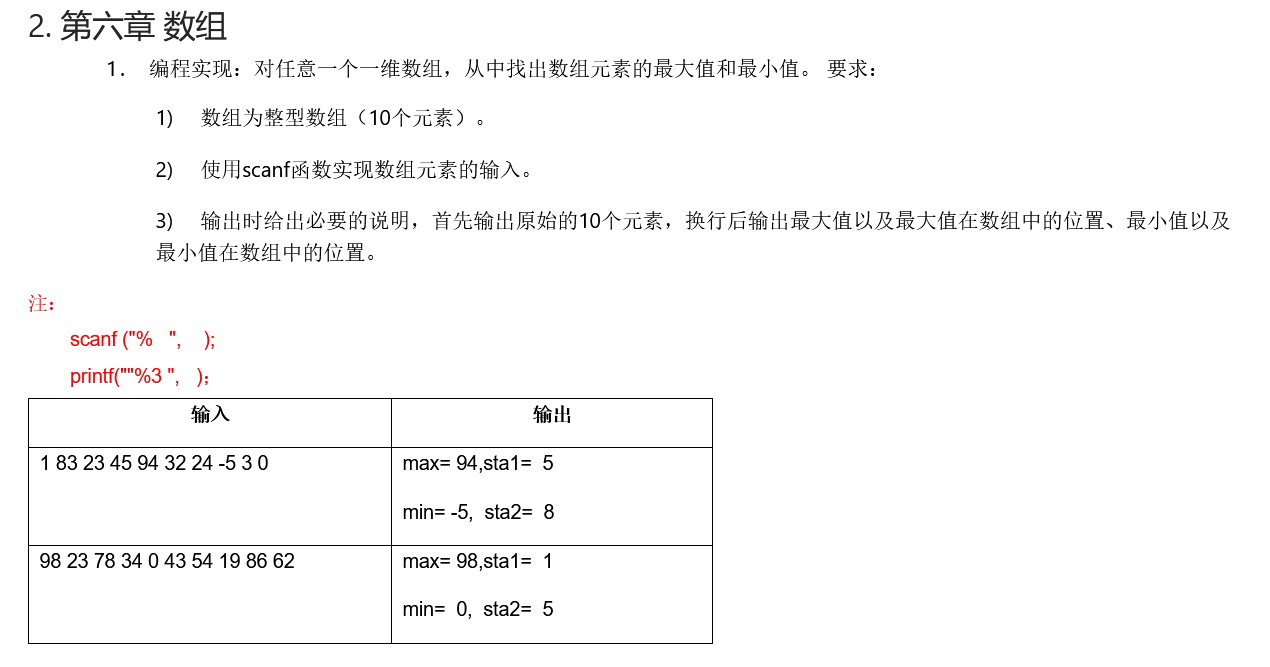 2. 第六章 数组
1. 编程实现：对任意一个一维数组，从中找出数组元素的最大值和最小值。 要求：
1) 数组为整型数组（10个元素）。
2) 使用scanf函数实现数组元素的输入。
3) 输出时给出必要的说明，首先输出原始的10个元素，换行后输出最大值以及最大值在数组中的位置、最小值以及
最小值在数组中的位置。
注：
scanf ("%   ",    );
printf(""%3 ",   )；
输入 输出
1 83 23 45 94 32 24 -5 3 0 max= 94,sta1=  5
min= -5,  sta2=  8
98 23 78 34 0 43 54 19 86 62 max= 98,sta1=  1
min=  0,  sta2=  5